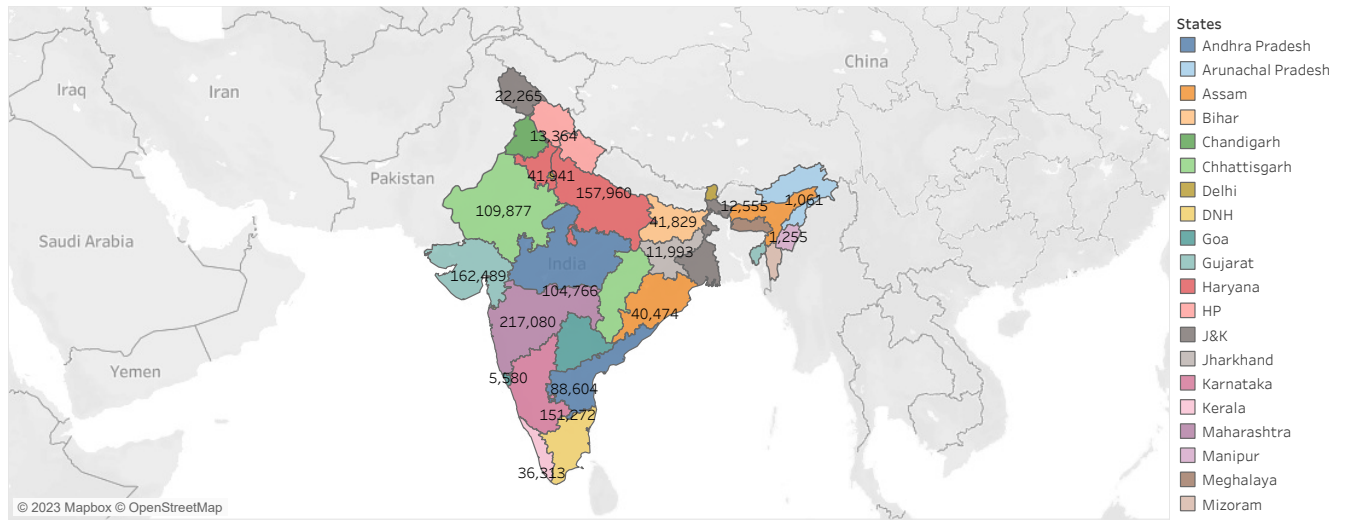 China
Iraq
Iran
22,265
13,364
Pakistan
41,941
157,960
109,877
12,555
1,061
41,829
Saudi Arabia
1,255
11,993
India
162,489
104,766
40,474
217,080
Yemen
5,580
88,604
151,272
36,313
© 2023 Mapbox © OpenStreetMap
States
Andhra Pradesh
Arunachal Pradesh
Assam
Bihar
Chandigarh
Chhattisgarh
Delhi
DNH
Goa
Gujarat
Haryana
HP
J&K
Jharkhand
Karnataka
Kerala
Maharashtra
Manipur
Meghalaya
Mizoram